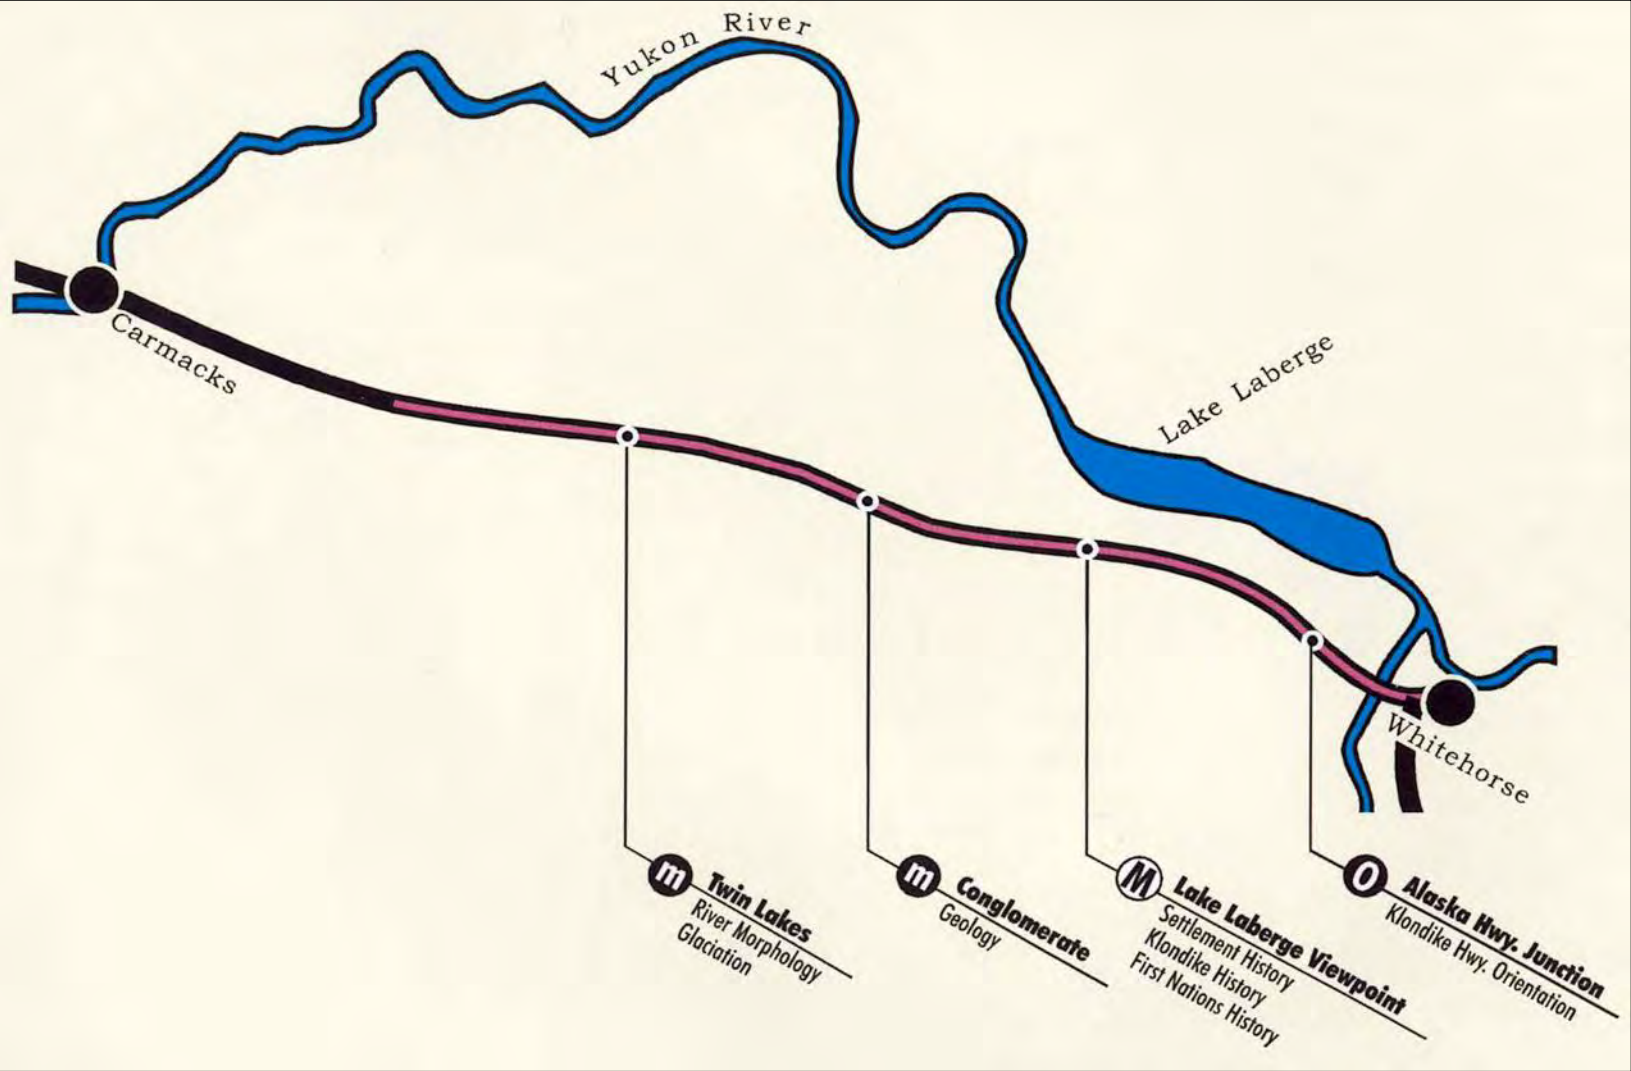 Yukon River
Carmacks
Lake Laberge
Whitehorse
m Twin Lakes
River Morphology
Glaciation
m Conglomerate
Geology
M Lake Laberge Viewpoint
Settlement History
Klondike History
First Nations History
O Alaska Hwy. Junction
Klondike Hwy. Orientation